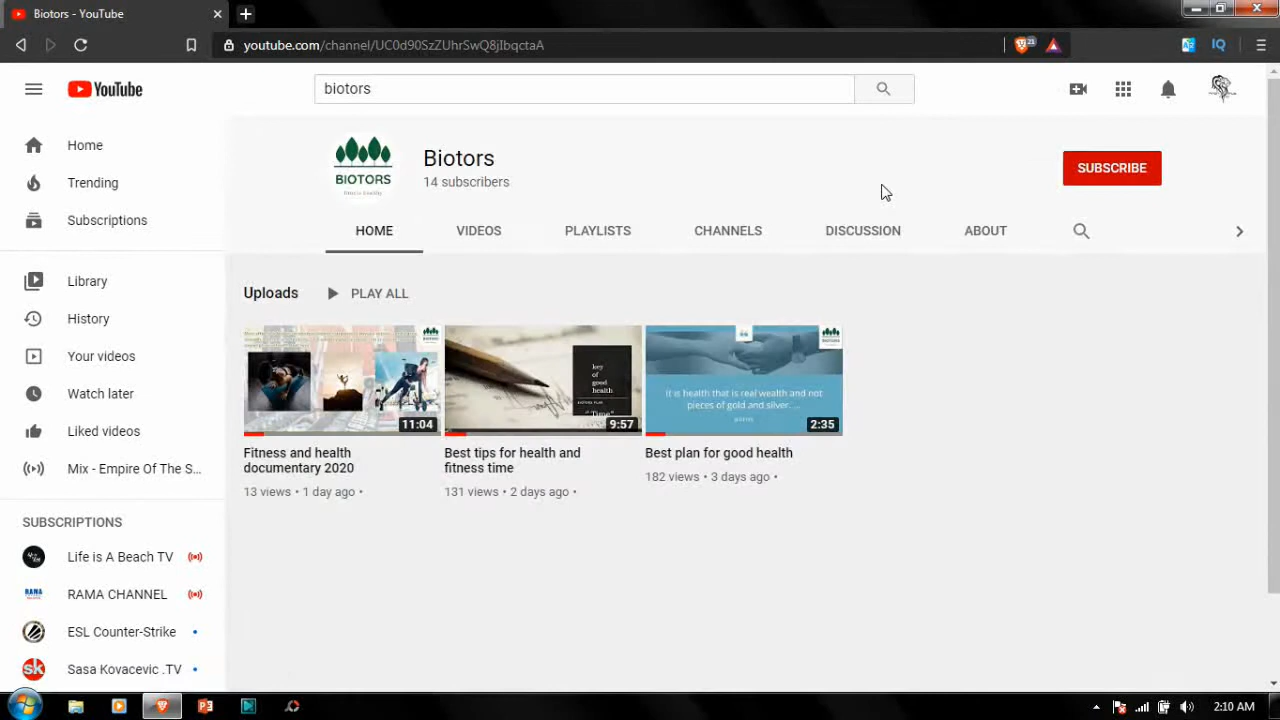 Biotors - YouTube
youtube.com/channel/UC0d90SzZUhrSwQ8jIbqctaA
21
IQ
YouTube
biotors
Home
Trending
Subscriptions
Library
History
Your videos
Watch later
Liked videos
Mix - Empire Of The S...
SUBSCRIPTIONS
Life is A Beach TV
RAMA CHANNEL
ESL Counter-Strike
Sasa Kovacevic .TV
BIOTORS
Biotors
14 subscribers
SUBSCRIBE
HOME VIDEOS PLAYLISTS CHANNELS DISCUSSION ABOUT
Uploads PLAY ALL
11:04
Fitness and health
documentary 2020
13 views • 1 day ago •
key
of
good
health
"Time"
9:57
Best tips for health and
fitness time
131 views • 2 days ago •
It is health that is real wealth and not
pieces of gold and silver. ...
2:35
Best plan for good health
182 views • 3 days ago •
2:10 AM